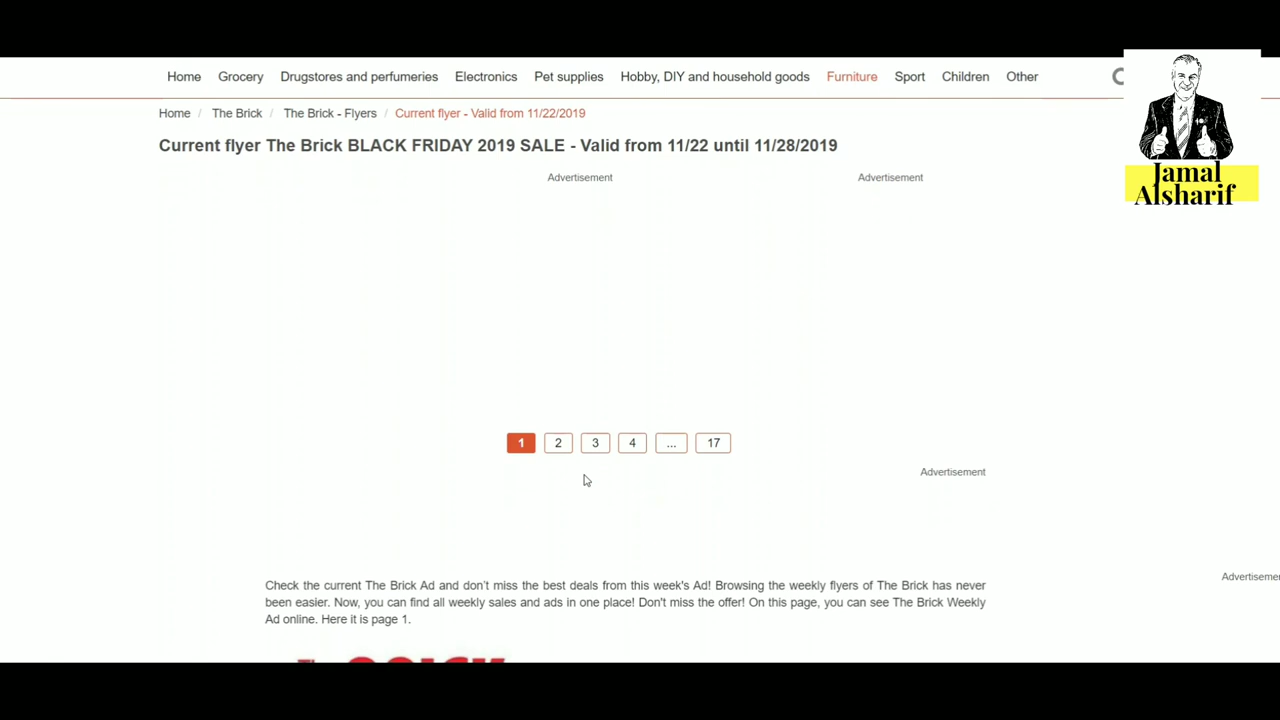 Home Grocery Drugstores and perfumeries Electronics Pet supplies Hobby, DIY and household goods Furniture Sport Children Other
Home / The Brick / The Brick - Flyers / Current flyer - Valid from 11/22/2019
Current flyer The Brick BLACK FRIDAY 2019 SALE - Valid from 11/22 until 11/28/2019
Jamal
Alsharif
Advertisement Advertisement
1 2 3 4 ... 17
Advertisement
Advertisemen
Check the current The Brick Ad and don't miss the best deals from this week's Ad! Browsing the weekly flyers of The Brick has never
been easier. Now, you can find all weekly sales and ads in one place! Don't miss the offer! On this page, you can see The Brick Weekly
Ad online. Here it is page 1.